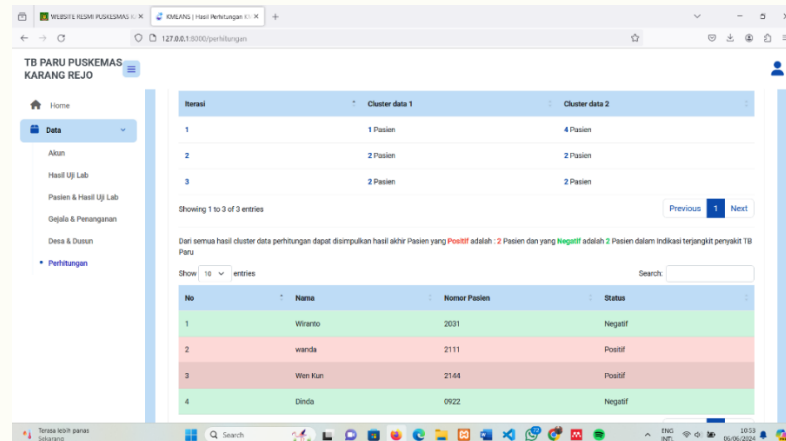 WEBSITE RESMI PUSKESMAS K
KMEANS | Hasil Perhitungan Kl
127.0.0.1:8000/perhitungan
TB PARU PUSKEMAS
KARANG REJO
Home
Data
Akun
Hasil Uji Lab
Pasien & Hasil Uji Lab
Gejala & Penanganan
Desa & Dusun
Perhitungan
Iterasi Cluster data 1 Cluster data 2
1 1 Pasien 4 Pasien
2 2 Pasien 2 Pasien
3 2 Pasien 2 Pasien
Showing 1 to 3 of 3 entries
Previous 1 Next
Dari semua hasil cluster data perhitungan dapat disimpulkan hasil akhir Pasien yang Positif adalah : 2 Pasien dan yang Negatif adalah 2 Pasien dalam Indikasi terjangkit penyakit TB
Paru
Show 10 entries
Search:
No Nama Nomor Pasien Status
1 Wiranto 2031 Negatif
2 wanda 2111 Positif
3 Wen Kun 2144 Positif
4 Dinda 0922 Negatif
Terasa lebih panas
Sekarang
Search
ENG
INTL
10:53
06/06/2024